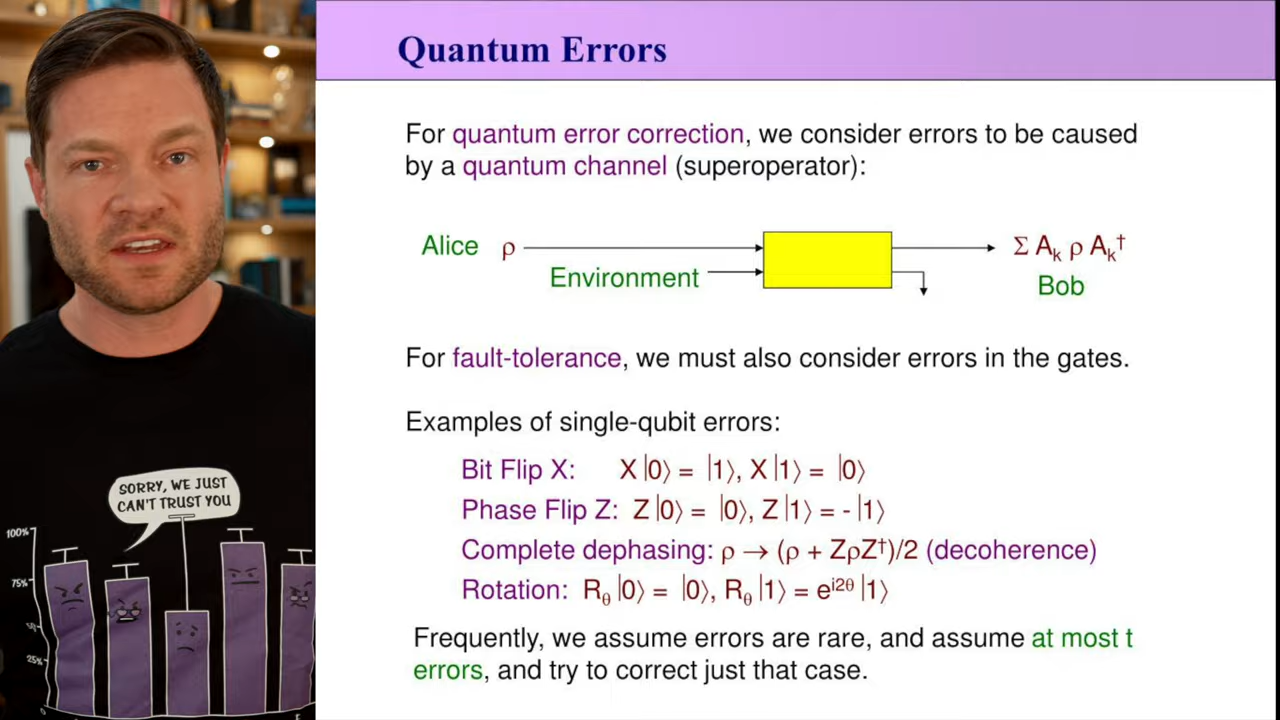 Quantum Errors
For quantum error correction, we consider errors to be caused
by a quantum channel (superoperator):
Alice ρ
Environment
Σ Aₖ ρ Aₖ†
Bob
For fault-tolerance, we must also consider errors in the gates.
Examples of single-qubit errors:
Bit Flip X: X |0⟩ = |1⟩, X |1⟩ = |0⟩
Phase Flip Z: Z |0⟩ = |0⟩, Z |1⟩ = - |1⟩
Complete dephasing: ρ → (ρ + ZρZ†)/2 (decoherence)
Rotation: Rθ |0⟩ = |0⟩, Rθ |1⟩ = e^{i2θ} |1⟩
Frequently, we assume errors are rare, and assume at most t
errors, and try to correct just that case.
SORRY, WE JUST
CAN'T TRUST YOU
100%
75%
25%